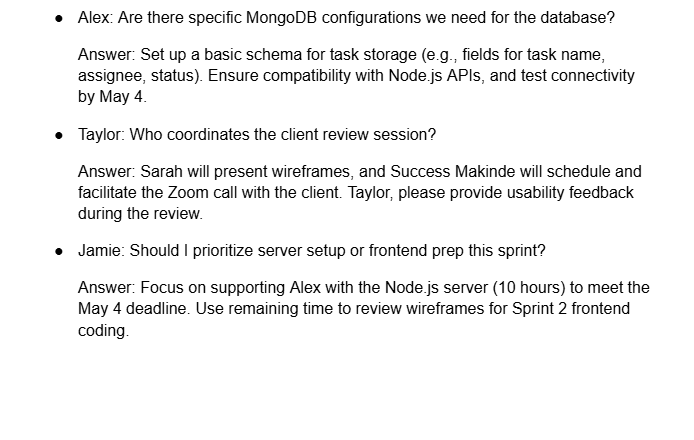 ● Alex: Are there specific MongoDB configurations we need for the database?
Answer: Set up a basic schema for task storage (e.g., fields for task name,
assignee, status). Ensure compatibility with Node.js APIs, and test connectivity
by May 4.
● Taylor: Who coordinates the client review session?
Answer: Sarah will present wireframes, and Success Makinde will schedule and
facilitate the Zoom call with the client. Taylor, please provide usability feedback
during the review.
● Jamie: Should I prioritize server setup or frontend prep this sprint?
Answer: Focus on supporting Alex with the Node.js server (10 hours) to meet the
May 4 deadline. Use remaining time to review wireframes for Sprint 2 frontend
coding.